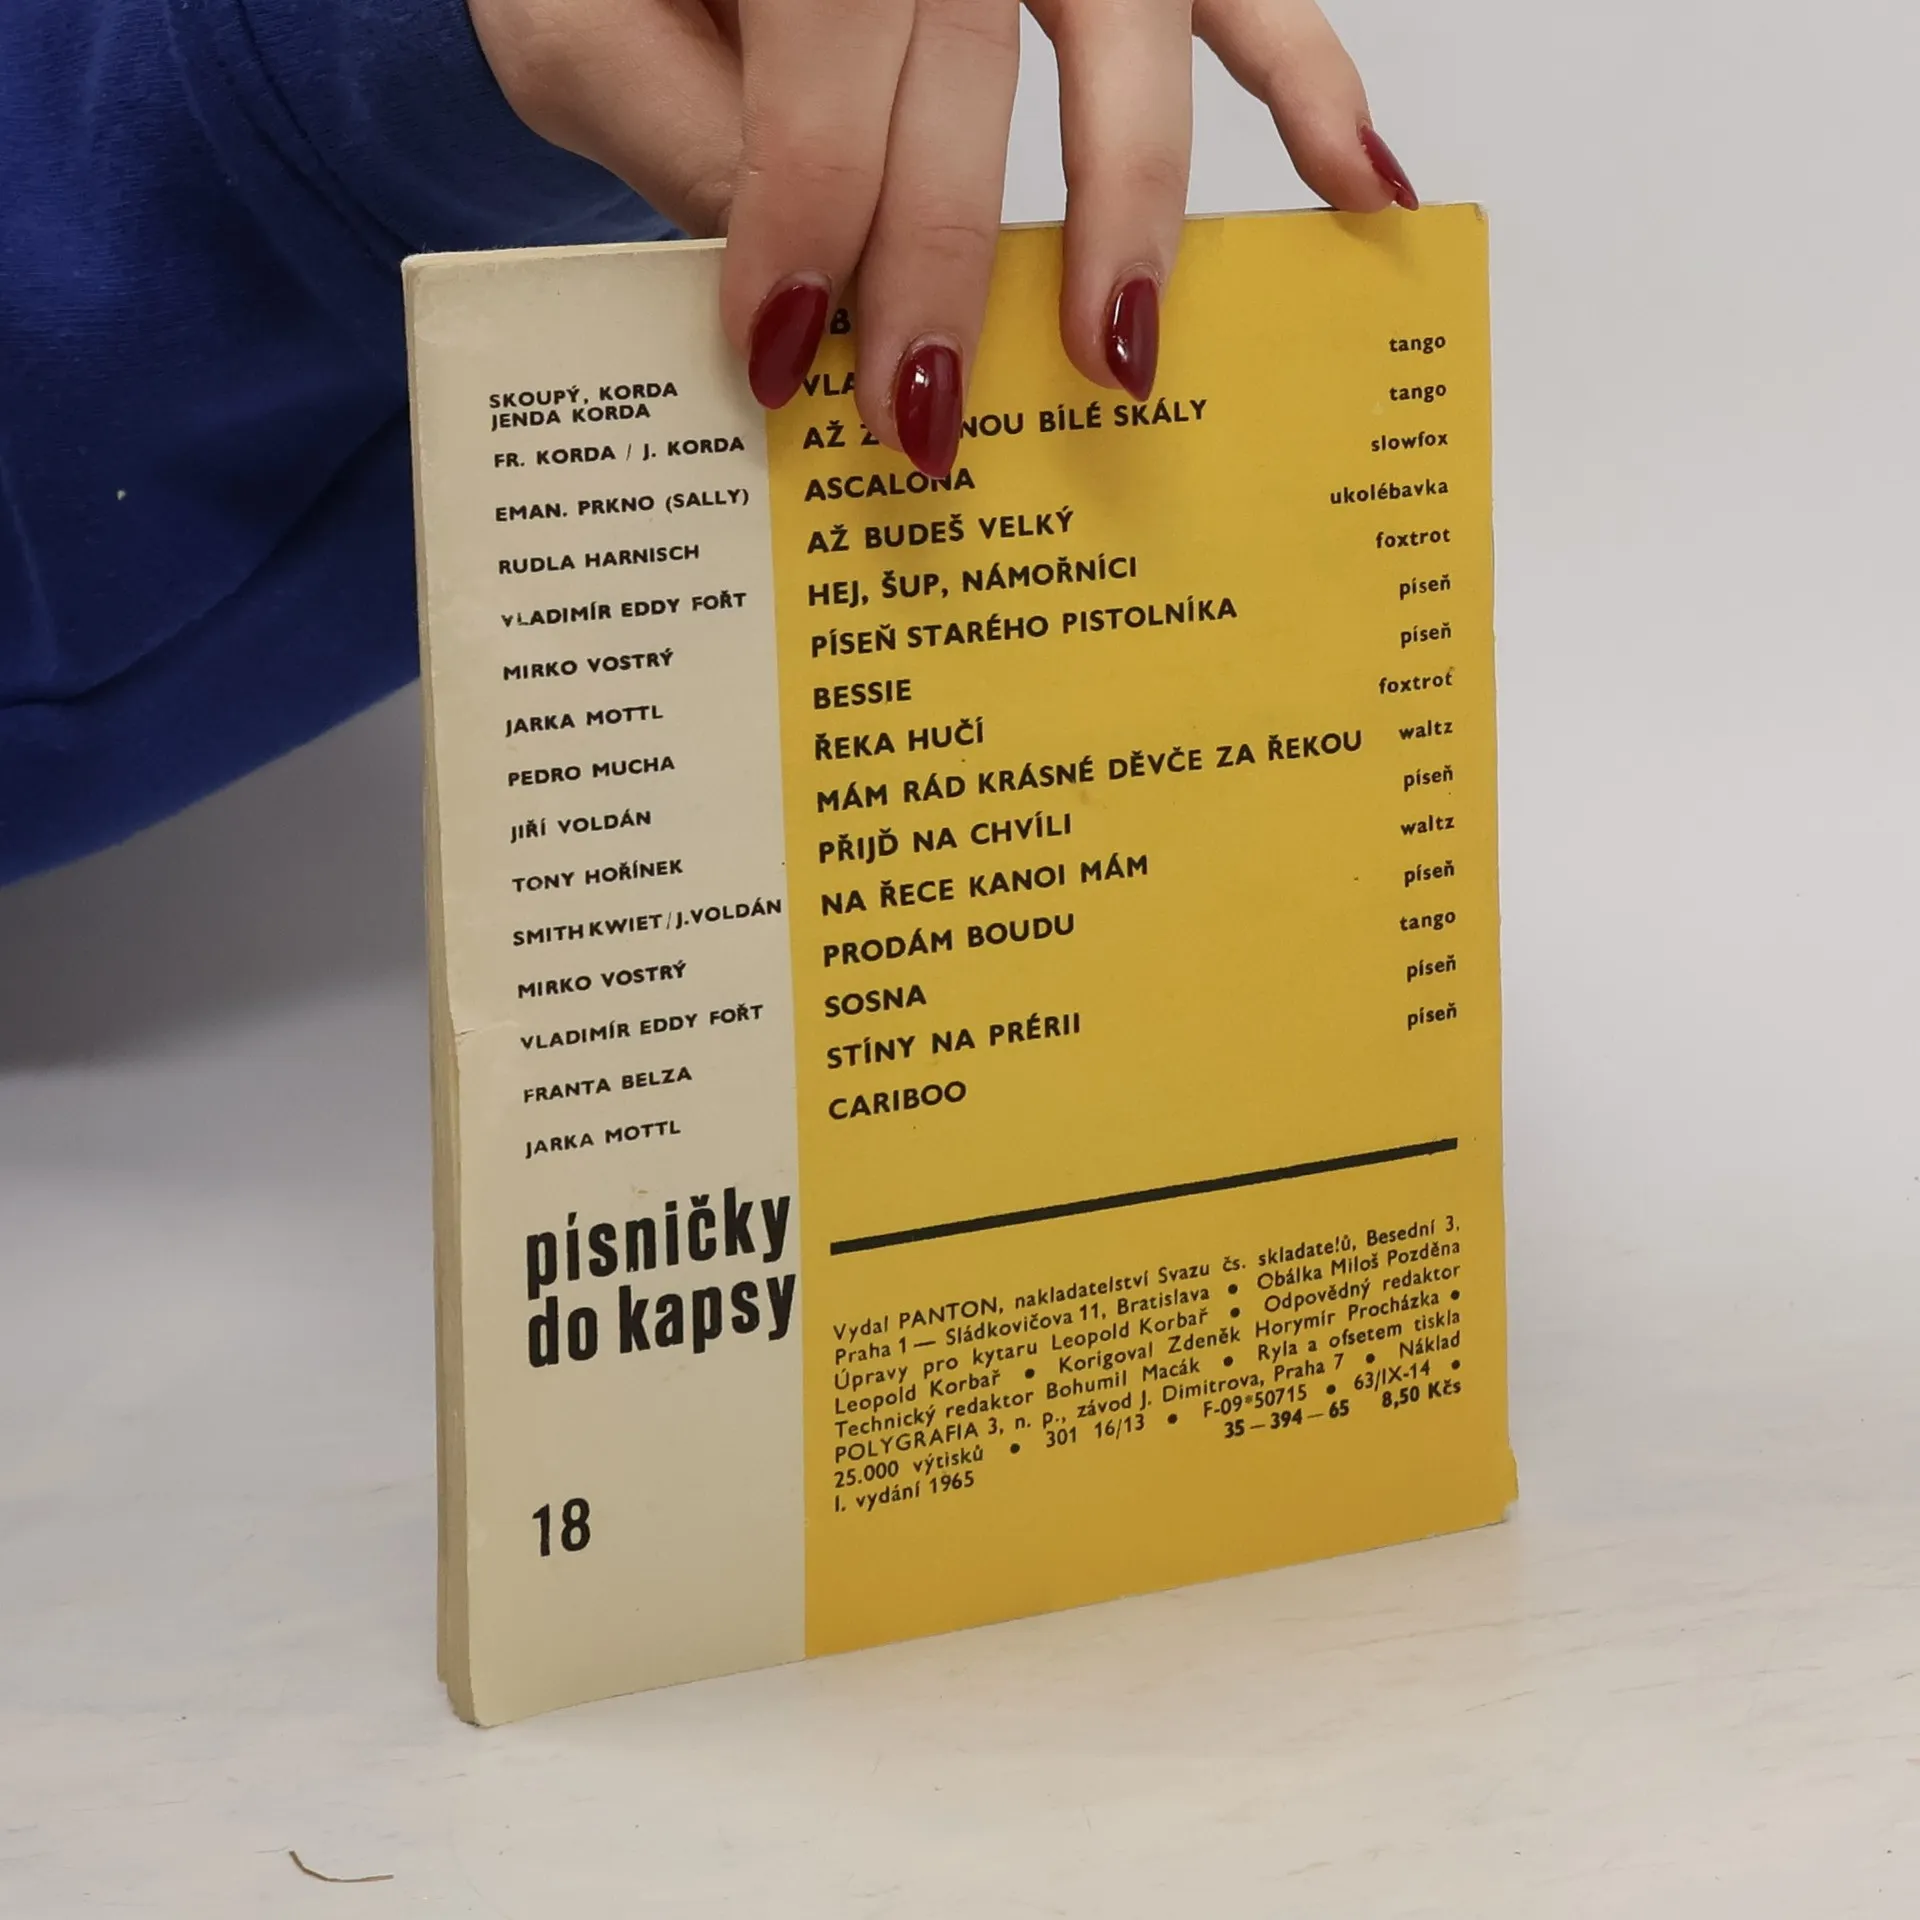 SKOUPÝ, KORDA
JENDA KORDA
FR. KORDA / J. KORDA
EMAN. PRKNO (SALLY)
RUDLA HARNISCH
VLADIMÍR EDDY FOŘT
MIRKO VOSTRÝ
JARKA MOTTL
PEDRO MUCHA
JIŘÍ VOLDÁN
TONY HOŘÍNEK
SMITH KWIET / J. VOLDÁN
MIRKO VOSTRÝ
VLADIMÍR EDDY FOŘT
FRANTA BELZA
JARKA MOTTL
písničky
do kapsy
18
tango
AŽ BÍLÉ SKÁLY tango
ASCALONA slowfox
AŽ BUDEŠ VELKÝ ukolébavka
HEJ, ŠUP, NÁMOŘNÍCI foxtrot
PÍSEŇ STARÉHO PISTOLNÍKA píseň
BESSIE píseň
ŘEKA HUČÍ foxtrot
MÁM RÁD KRÁSNÉ DĚVČE ZA ŘEKOU waltz
PŘIJĎ NA CHVÍLI píseň
NA ŘECE KANOI MÁM waltz
PRODÁM BOUDU píseň
SOSNA tango
STÍNY NA PRÉRII píseň
CARIBOO píseň
Vydal PANTON, nakladatelství Svazu čs. skladatelů, Besední 3,
Praha 1 — Sládkovičova 11, Bratislava • Obálka Miloš Pozděna
Úpravy pro kytaru Leopold Korbař • Odpovědný redaktor
Leopold Korbař • Korigoval Zdeněk Horymír Procházka •
Technický redaktor Bohumil Macák • Ryla a ofsetem tiskla
POLYGRAFIA 3, n. p., závod J. Dimitrova, Praha 7 • Náklad
25.000 výtisků • 301 16/13 • F-09*50715 • 63/IX-14 •
I. vydání 1965 35—394—65 8,50 Kčs